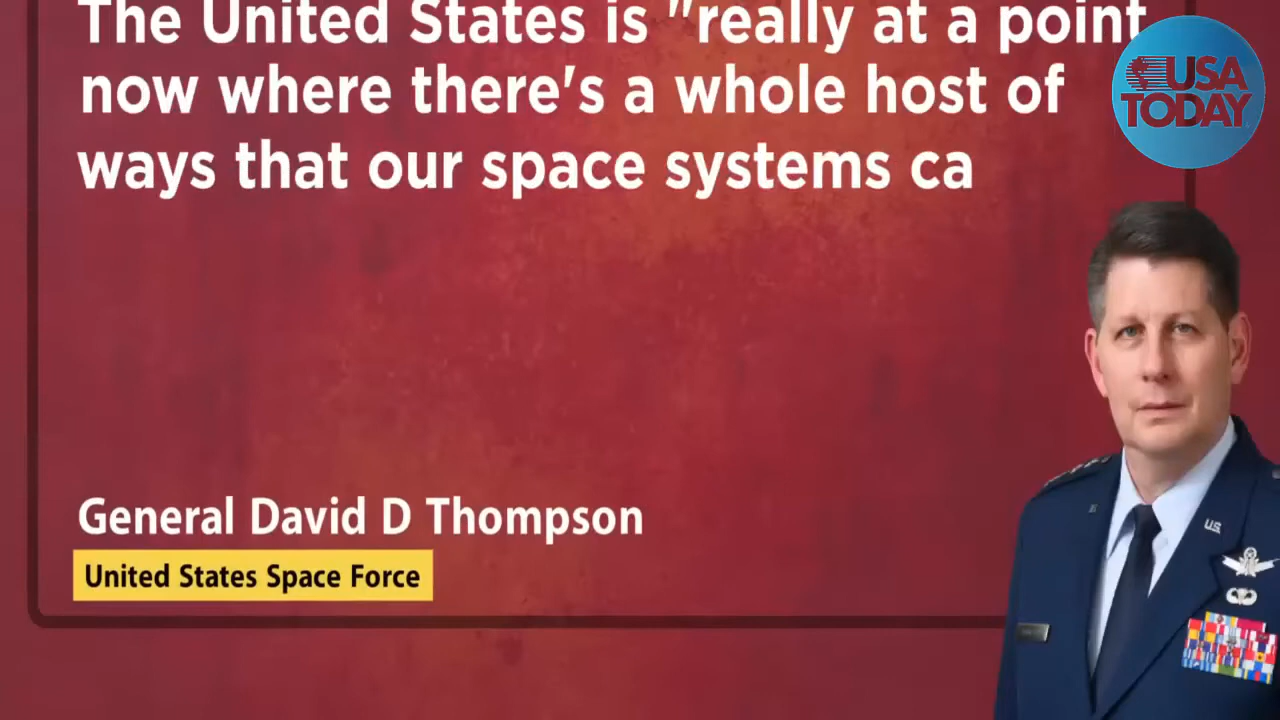 The United States is "really at a point
now where there's a whole host of
ways that our space systems ca
USA
TODAY
General David D Thompson
United States Space Force
U.S.